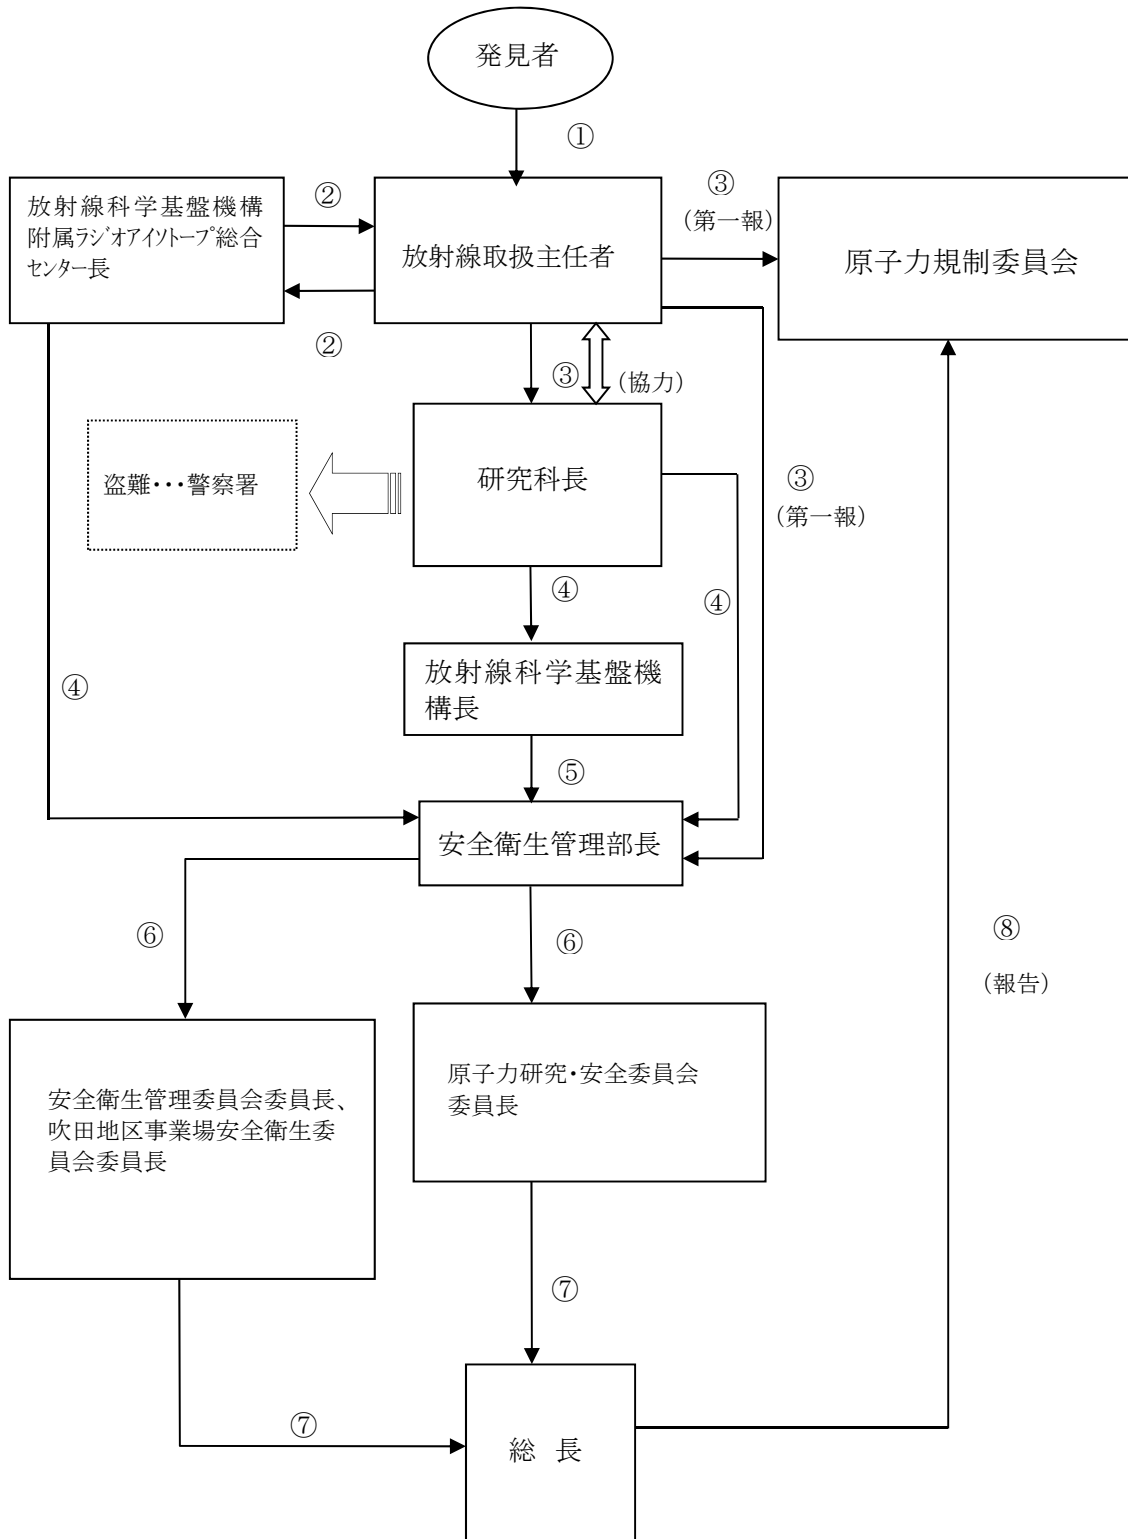 発見者
①
放射線科学基盤機構
附属ラジオアイソトープ総合
センター長
②
放射線取扱主任者
③
(第一報)
原子力規制委員会
②
③
(協力)
盗難・・・警察署
研究科長
③
(第一報)
④
④
放射線科学基盤機
構長
④
⑤
安全衛生管理部長
⑥
⑥
⑧
(報告)
安全衛生管理委員会委員長、
吹田地区事業場安全衛生委
員会委員長
原子力研究・安全委員会
委員長
⑦
⑦
総 長